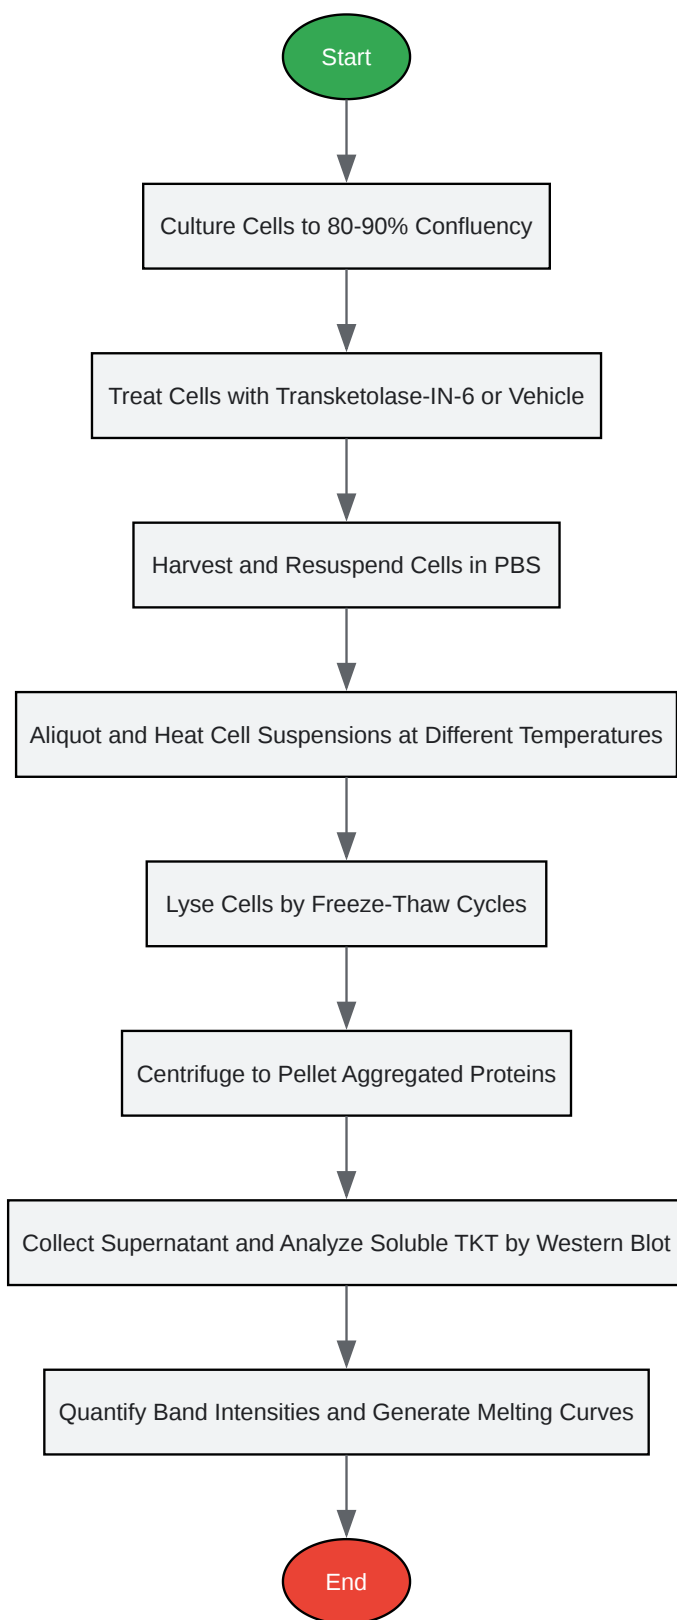 Start
Culture Cells to 80-90% Confluency
Treat Cells with Transketolase-IN-6 or Vehicle
Harvest and Resuspend Cells in PBS
Aliquot and Heat Cell Suspensions at Different Temperatures
Lyse Cells by Freeze-Thaw Cycles
Centrifuge to Pellet Aggregated Proteins
Collect Supernatant and Analyze Soluble TKT by Western Blot
Quantify Band Intensities and Generate Melting Curves
End